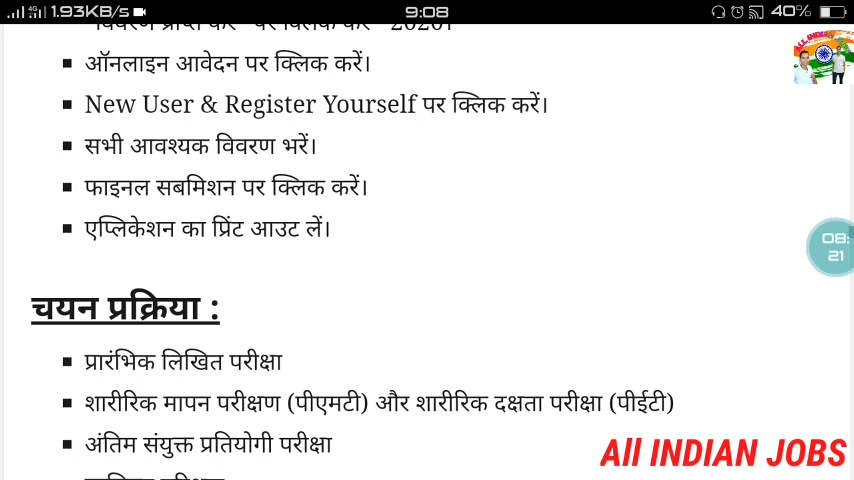 1.93KB/s
9:08
40%
ऑनलाइन आवेदन पर क्लिक करें।
New User & Register Yourself पर क्लिक करें।
सभी आवश्यक विवरण भरें।
फाइनल सबमिशन पर क्लिक करें।
एप्लिकेशन का प्रिंट आउट लें।
08:
21
चयन प्रक्रिया :
प्रारंभिक लिखित परीक्षा
शारीरिक मापन परीक्षण (पीएमटी) और शारीरिक दक्षता परीक्षा (पीईटी)
अंतिम संयुक्त प्रतियोगी परीक्षा
All INDIAN JOBS